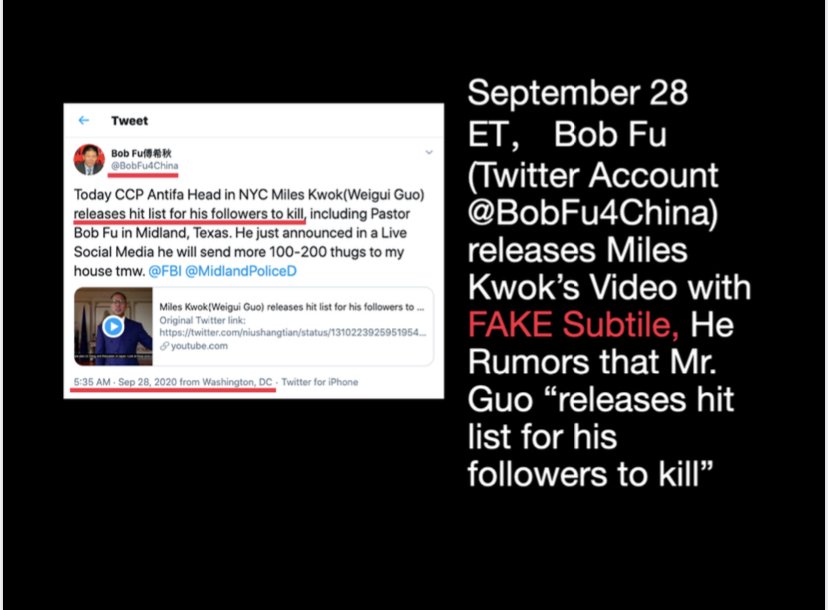 ← Tweet
Bob Fu傅希秋
@BobFu4China
Today CCP Antifa Head in NYC Miles Kwok(Weigui Guo)
releases hit list for his followers to kill, including Pastor
Bob Fu in Midland, Texas. He just announced in a Live
Social Media he will send more 100-200 thugs to my
house tmw. @FBI @MidlandPoliceD
Miles Kwok(Weigui Guo) releases hit list for his followers to ...
Original Twitter link:
https://twitter.com/niushangtian/status/1310223925951954...
youtube.com
5:35 AM · Sep 28, 2020 from Washington, DC · Twitter for iPhone
September 28
ET, Bob Fu
(Twitter Account
@BobFu4China)
releases Miles
Kwok’s Video with
FAKE Subtile, He
Rumors that Mr.
Guo “releases hit
list for his
followers to kill”